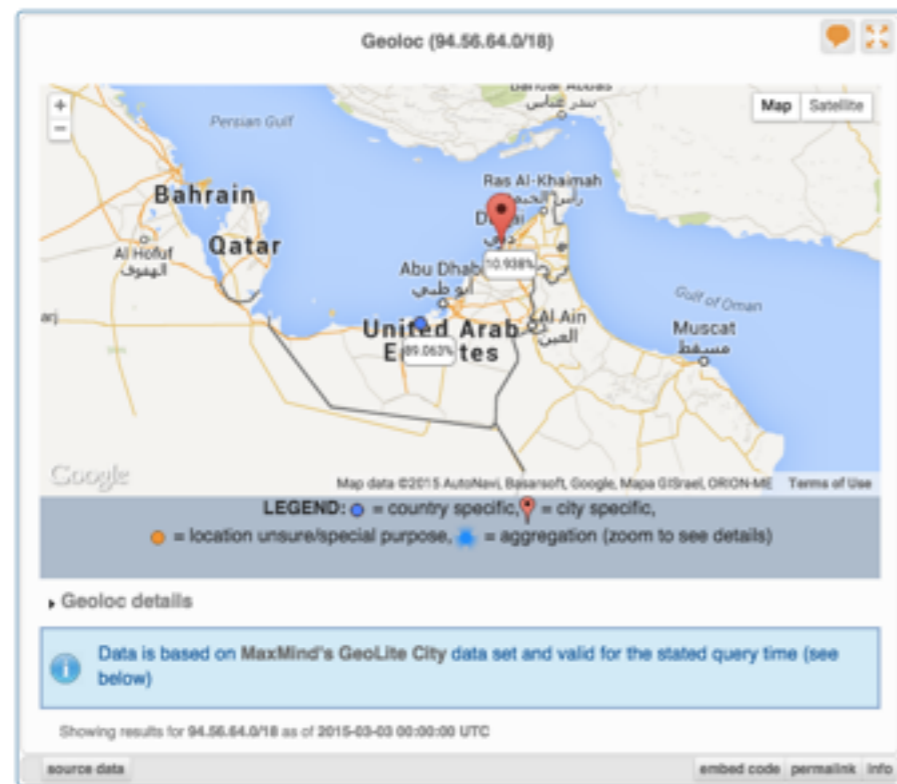 Geoloc (94.56.64.0/18)
+
−
Map Satellite
Persian Gulf
بندر عباس
Ras Al-Khaimah
Bahrain
Qatar
Al Hofuf
الهفوف
دبي
10.938%
Abu Dhab
أبو ظبي
Gulf of Oman
Al Ain
العين
Muscat
مسقط
United Arab
89.063%
Google
Map data ©2015 AutoNavi, Basarsoft, Google, Mapa GISrael, ORION-ME Terms of Use
LEGEND: = country specific, = city specific,
= location unsure/special purpose, = aggregation (zoom to see details)
Geoloc details
Data is based on MaxMind's GeoLite City data set and valid for the stated query time (see
below)
Showing results for 94.56.64.0/18 as of 2015-03-03 00:00:00 UTC
source data embed code permalink info